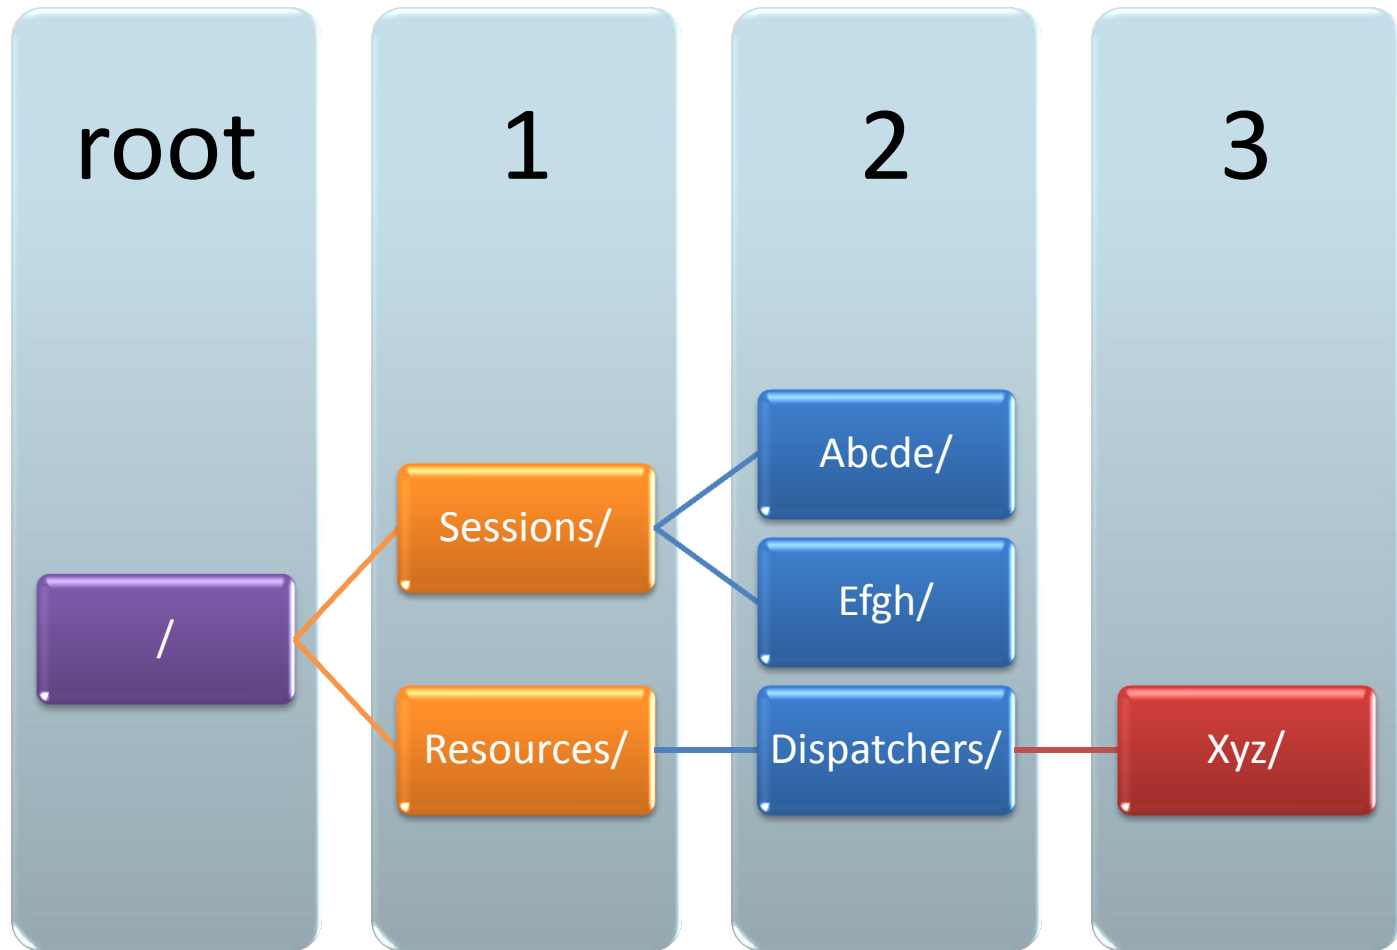 root
1
2
3
/
Sessions/
Resources/
Abcde/
Efgh/
Dispatchers/
Xyz/